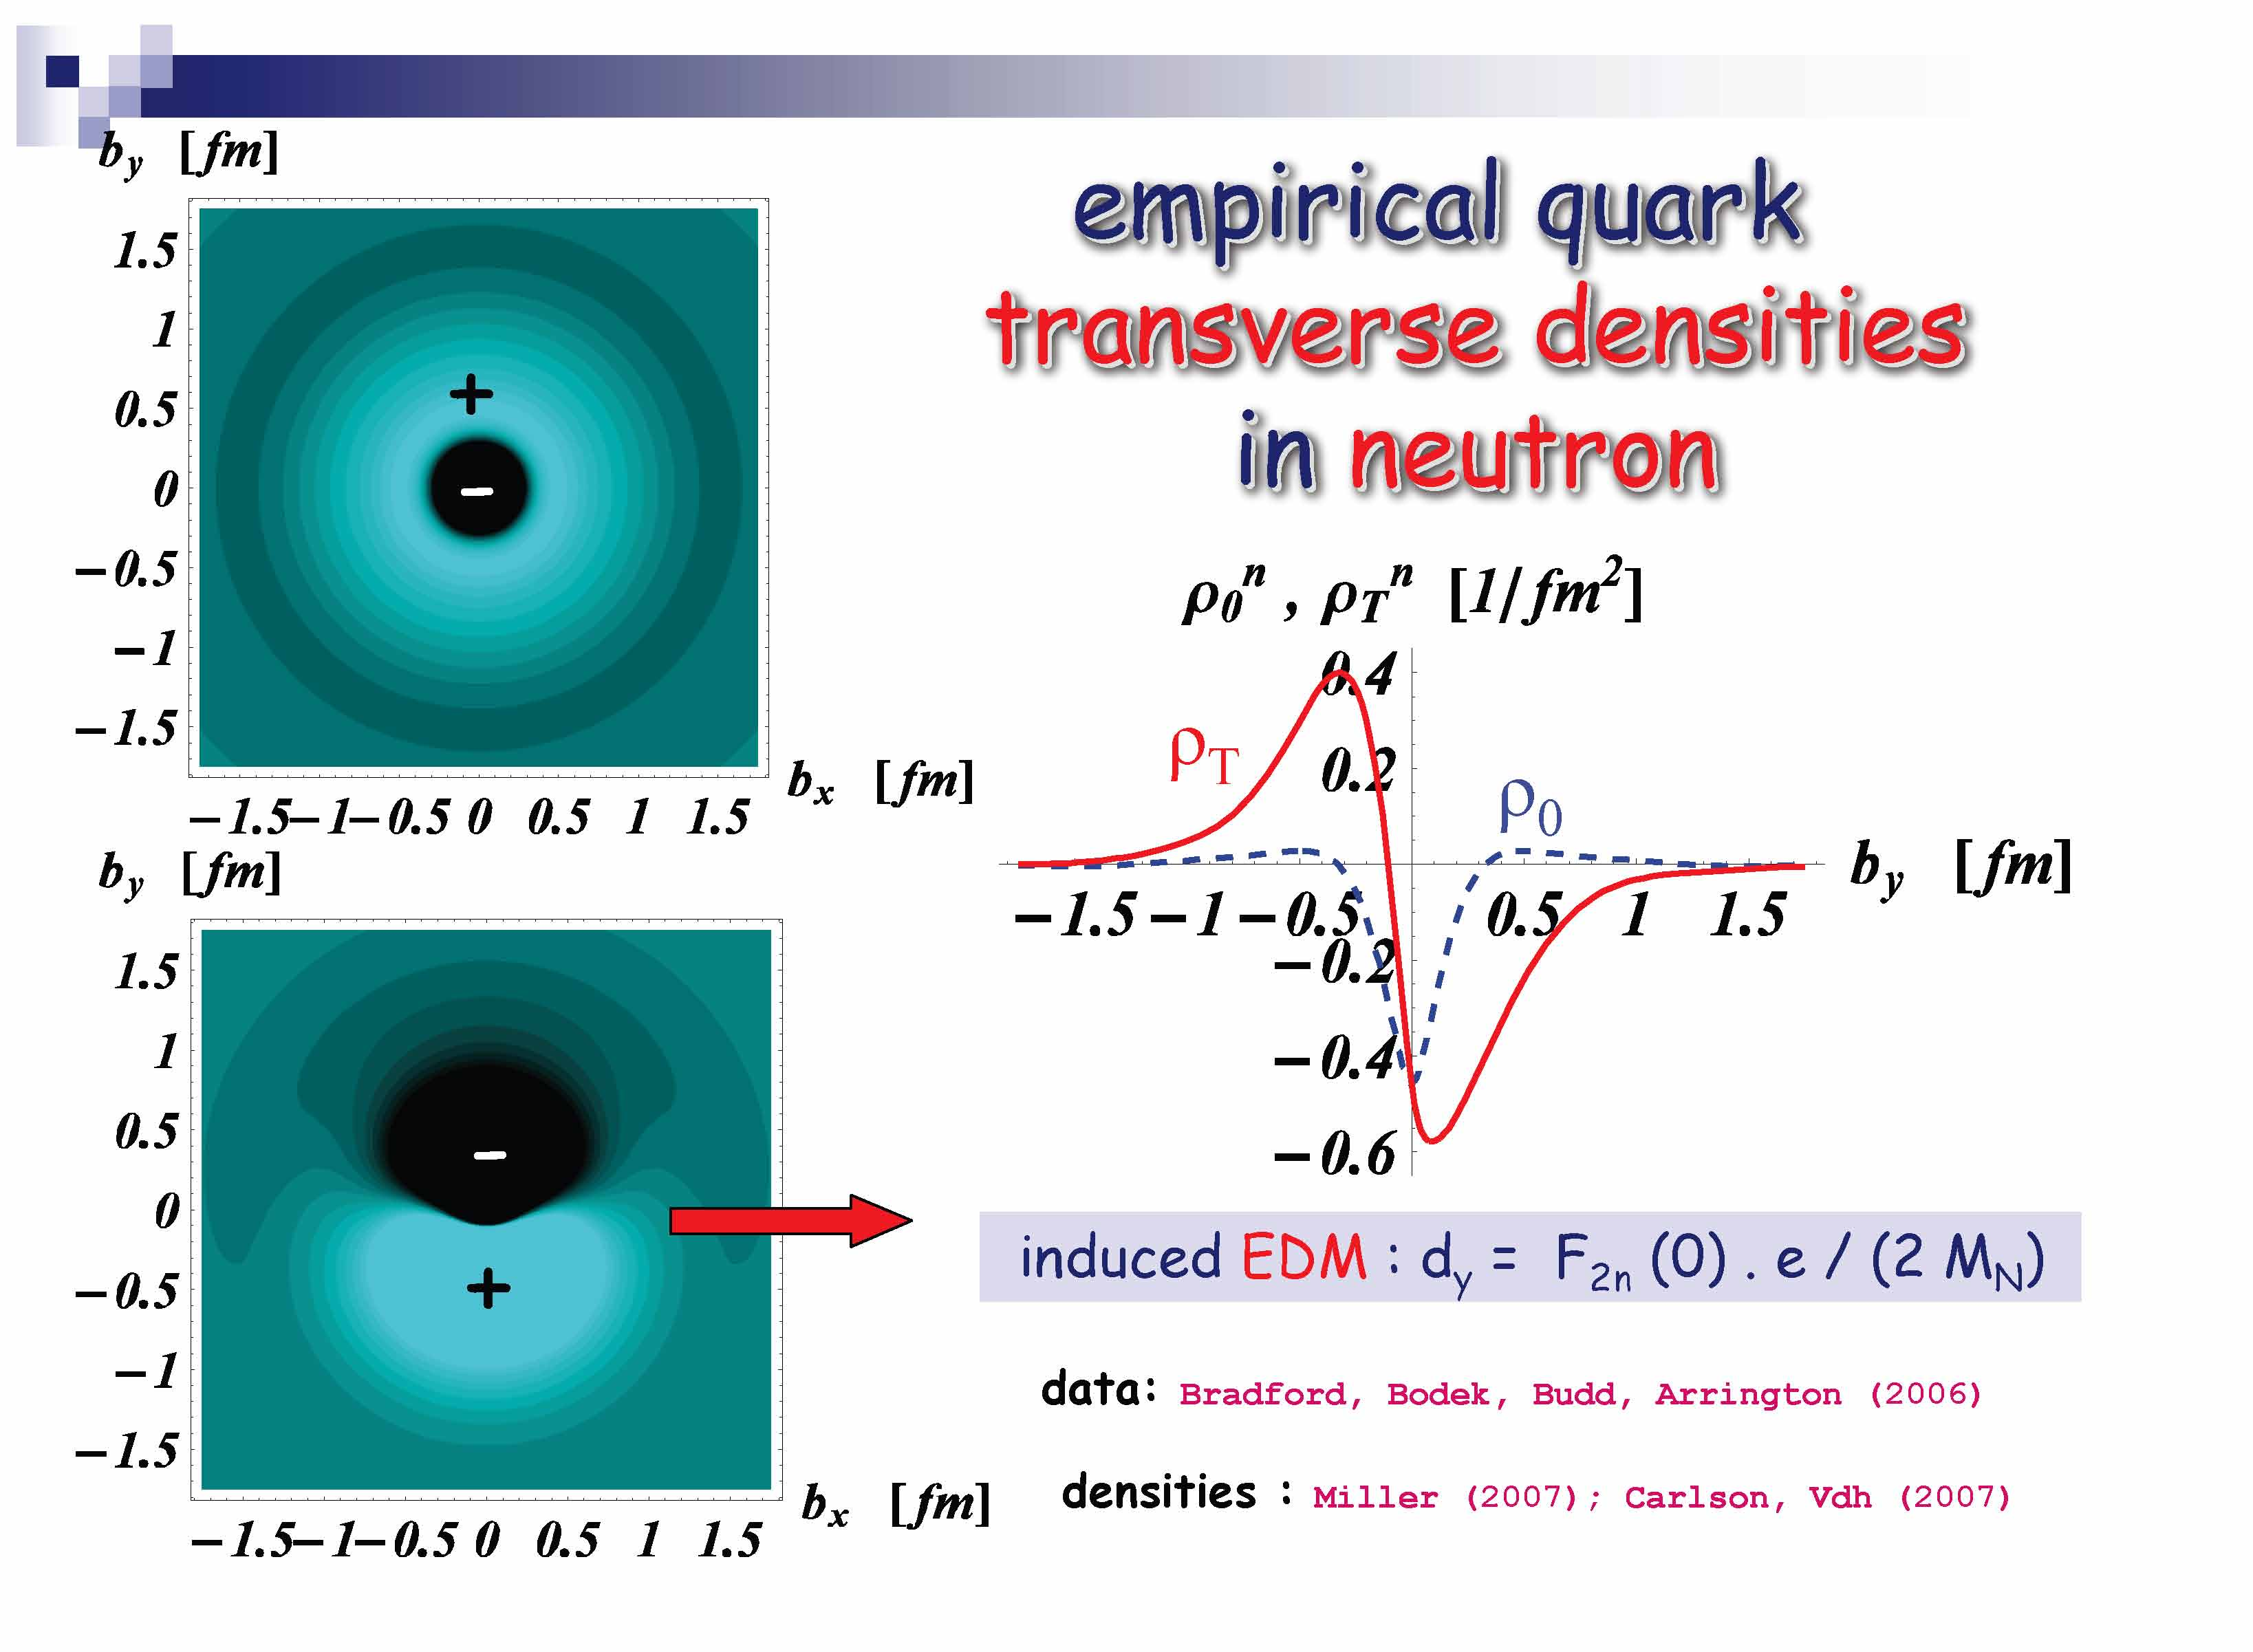 empirical quark
transverse densities
in neutron
b_y [fm]
1.5
1
0.5
0
−0.5
−1
−1.5
+
−
b_x [fm]
−1.5 −1 −0.5 0 0.5 1 1.5
b_y [fm]
1.5
1
0.5
0
−0.5
−1
−1.5
−
+
b_x [fm]
−1.5 −1 −0.5 0 0.5 1 1.5
ρ₀ⁿ , ρ_Tⁿ [1/fm²]
0.4
0.2
−0.2
−0.4
−0.6
ρ_T
ρ₀
b_y [fm]
−1.5 −1 −0.5 0.5 1 1.5
induced EDM : d_y = F_2n (0) . e / (2 M_N)
data: Bradford, Bodek, Budd, Arrington (2006)
densities : Miller (2007); Carlson, Vdh (2007)